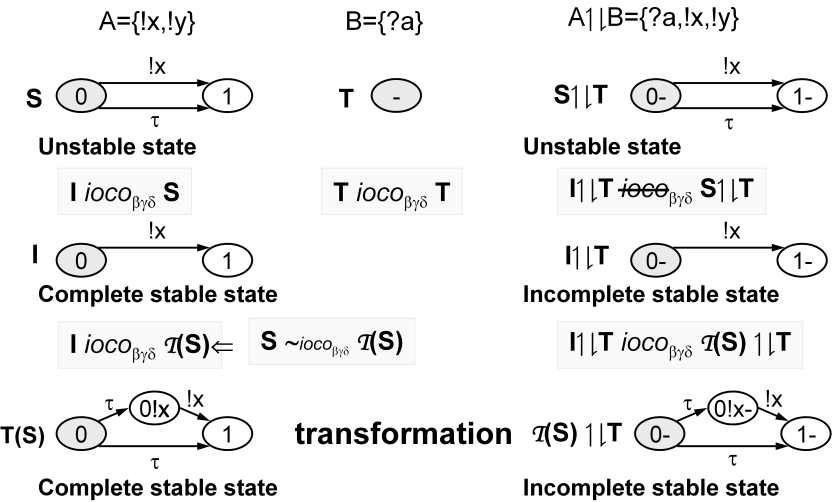 A={!x,!y} B={?a} A↿⇂B={?a,!x,!y}
S 0 !x τ 1 T - S↿⇂T 0- !x τ 1-
Unstable state Unstable state
I ioco_βγδ S T ioco_βγδ T I↿⇂T i̶o̶c̶o̶_βγδ S↿⇂T
I 0 !x 1 I↿⇂T 0- !x 1-
Complete stable state Incomplete stable state
I ioco_βγδ 𝒯(S)⇐ S ~ioco_βγδ 𝒯(S) I↿⇂T ioco_βγδ 𝒯(S) ↿⇂T
T(S) 0 τ 0!x !x 1 τ transformation 𝒯(S) ↿⇂T 0- τ 0!x- !x 1- τ
Complete stable state Incomplete stable state